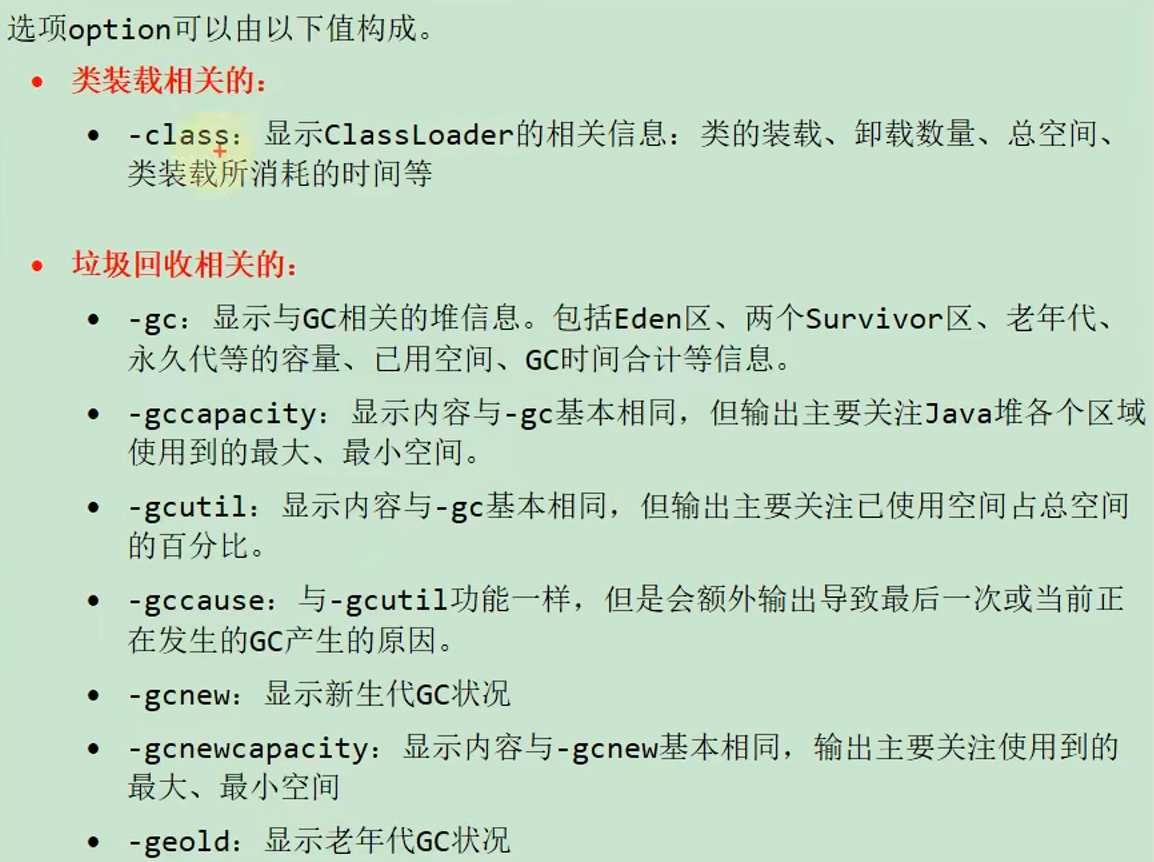 选项option可以由以下值构成。
• 类装载相关的:
• -class: 显示ClassLoader的相关信息: 类的装载、卸载数量、总空间、
类装载所消耗的时间等
• 垃圾回收相关的:
• -gc: 显示与GC相关的堆信息。包括Eden区、两个Survivor区、老年代、
永久代等的容量、已用空间、GC时间合计等信息。
• -gccapacity: 显示内容与-gc基本相同, 但输出主要关注Java堆各个区域
使用到的最大、最小空间。
• -gcutil: 显示内容与-gc基本相同, 但输出主要关注已使用空间占总空间
的百分比。
• -gccause: 与-gcutil功能一样, 但是会额外输出导致最后一次或当前正
在发生的GC产生的原因。
• -gcnew: 显示新生代GC状况
• -gcnewcapacity: 显示内容与-gcnew基本相同, 输出主要关注使用到的
最大、最小空间
• -geold: 显示老年代GC状况